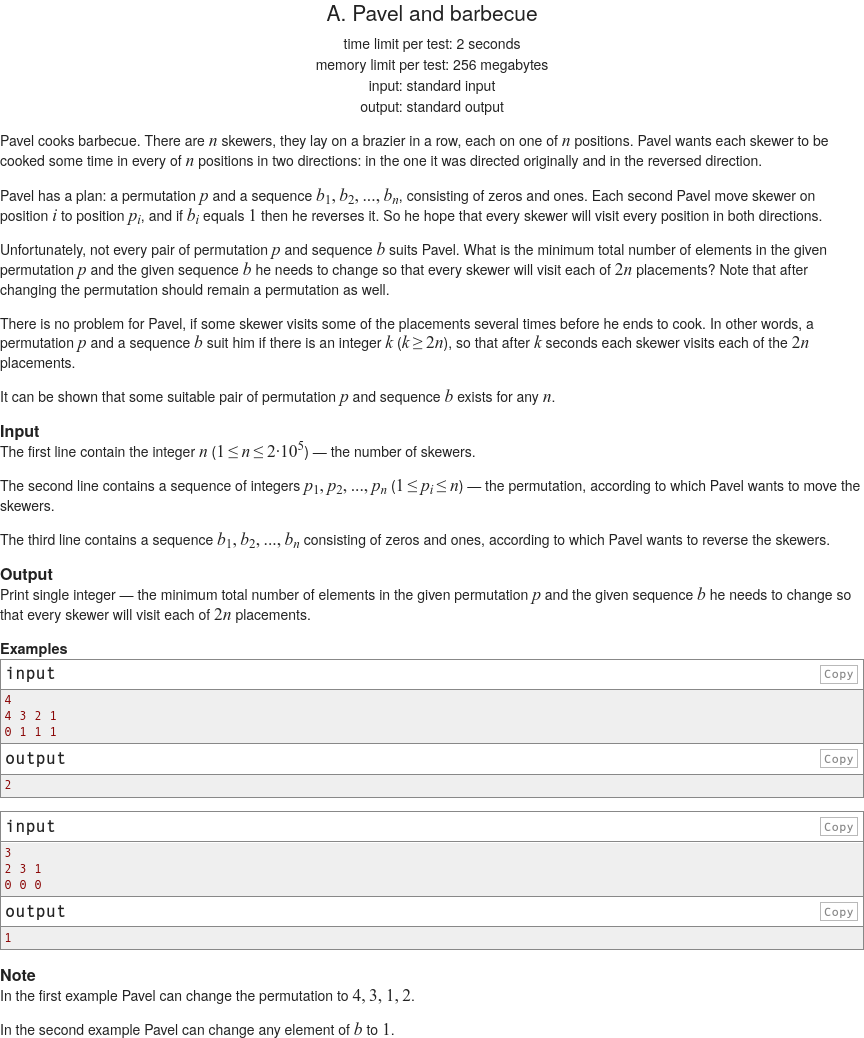 A. Pavel and barbecue
time limit per test: 2 seconds
memory limit per test: 256 megabytes
input: standard input
output: standard output
Pavel cooks barbecue. There are n skewers, they lay on a brazier in a row, each on one of n positions. Pavel wants each skewer to be
cooked some time in every of n positions in two directions: in the one it was directed originally and in the reversed direction.
Pavel has a plan: a permutation p and a sequence b1, b2, ..., bn, consisting of zeros and ones. Each second Pavel move skewer on
position i to position pi, and if bi equals 1 then he reverses it. So he hope that every skewer will visit every position in both directions.
Unfortunately, not every pair of permutation p and sequence b suits Pavel. What is the minimum total number of elements in the given
permutation p and the given sequence b he needs to change so that every skewer will visit each of 2n placements? Note that after
changing the permutation should remain a permutation as well.
There is no problem for Pavel, if some skewer visits some of the placements several times before he ends to cook. In other words, a
permutation p and a sequence b suit him if there is an integer k (k ≥ 2n), so that after k seconds each skewer visits each of the 2n
placements.
It can be shown that some suitable pair of permutation p and sequence b exists for any n.
Input
The first line contain the integer n (1 ≤ n ≤ 2·10^5) — the number of skewers.
The second line contains a sequence of integers p1, p2, ..., pn (1 ≤ pi ≤ n) — the permutation, according to which Pavel wants to move the
skewers.
The third line contains a sequence b1, b2, ..., bn consisting of zeros and ones, according to which Pavel wants to reverse the skewers.
Output
Print single integer — the minimum total number of elements in the given permutation p and the given sequence b he needs to change so
that every skewer will visit each of 2n placements.
Examples
input Copy
4
4 3 2 1
0 1 1 1
output Copy
2
input Copy
3
2 3 1
0 0 0
output Copy
1
Note
In the first example Pavel can change the permutation to 4, 3, 1, 2.
In the second example Pavel can change any element of b to 1.